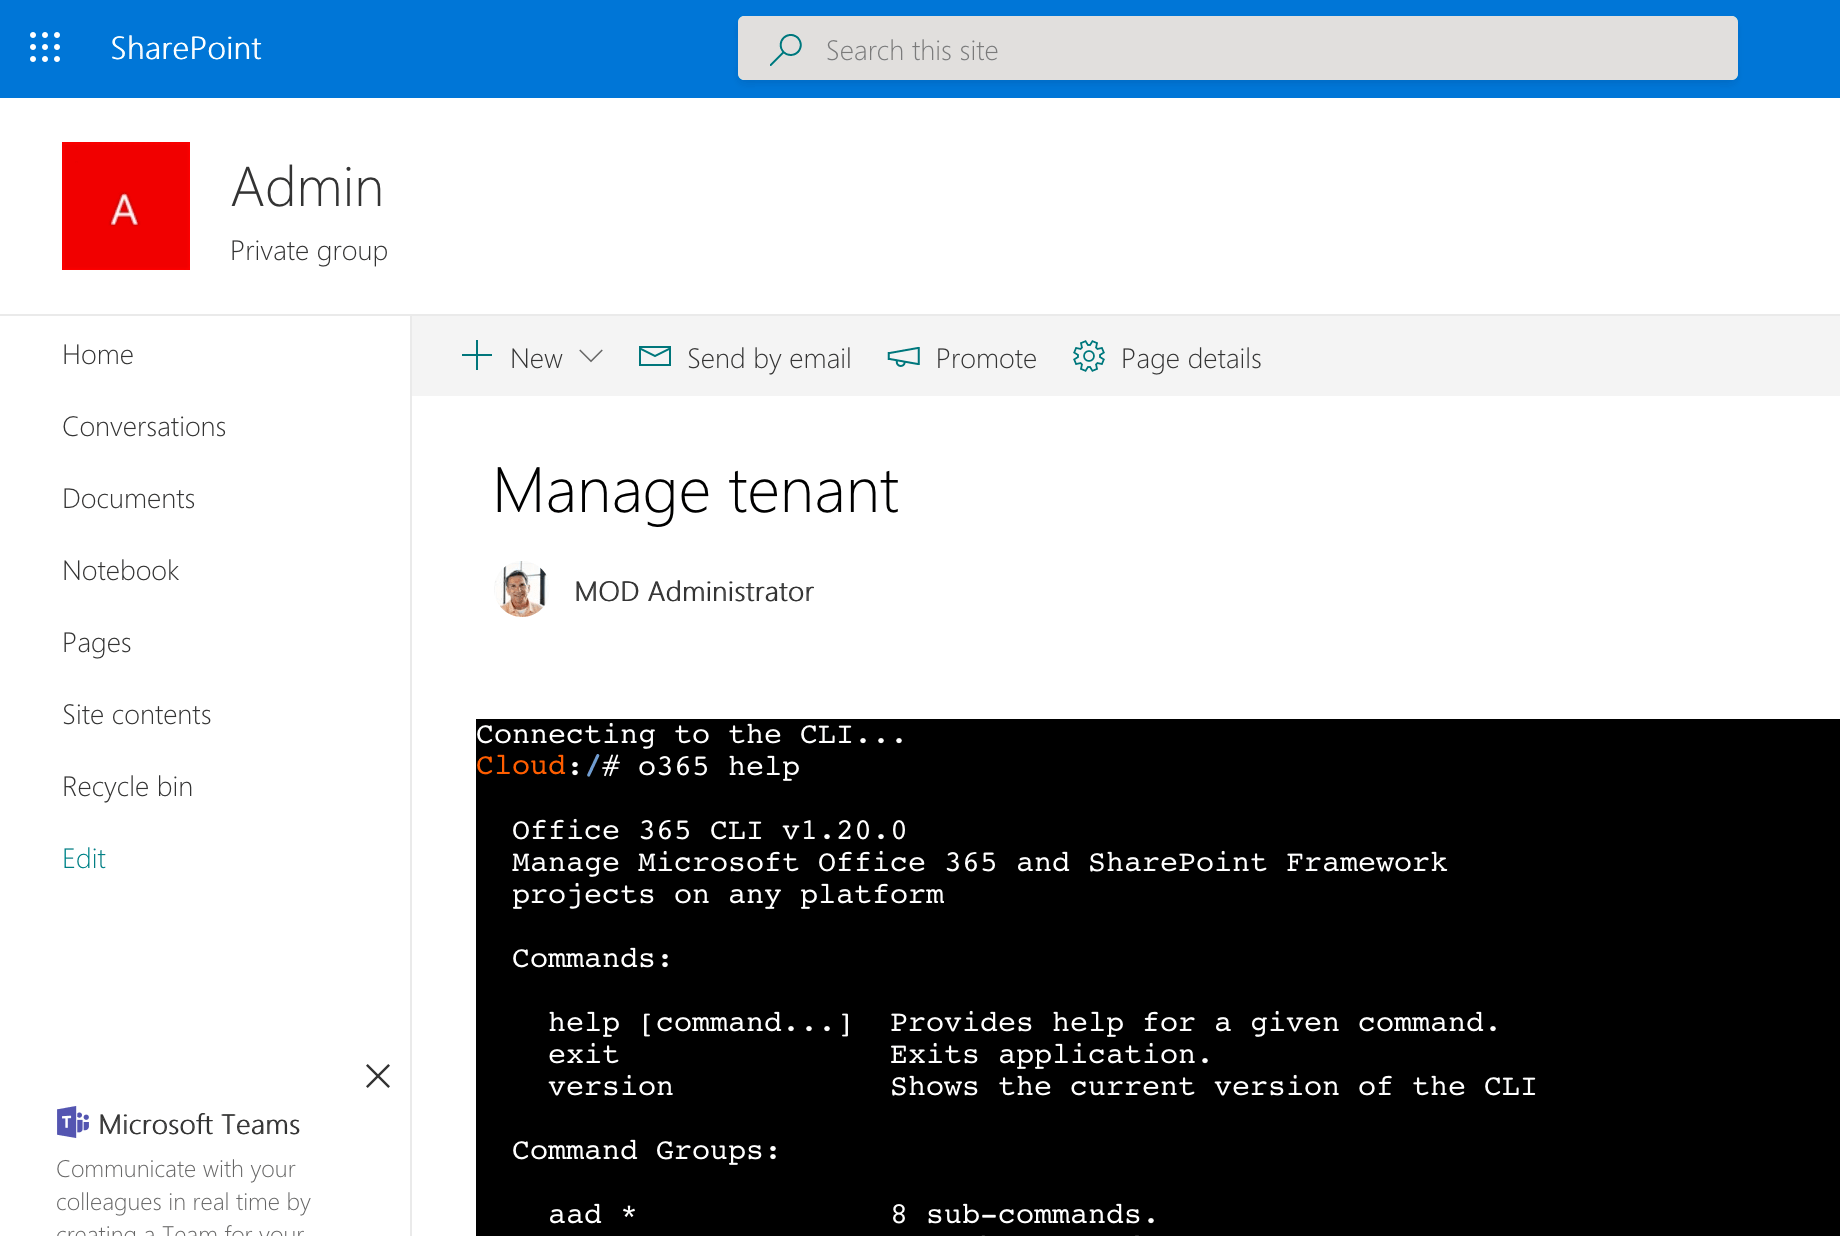 SharePoint
Search this site
A
Admin
Private group
Home
Conversations
Documents
Notebook
Pages
Site contents
Recycle bin
Edit
Microsoft Teams
Communicate with your
colleagues in real time by
creating a Team for your
New
Send by email
Promote
Page details
Manage tenant
MOD Administrator
Connecting to the CLI...
Cloud:/# o365 help
Office 365 CLI v1.20.0
Manage Microsoft Office 365 and SharePoint Framework
projects on any platform
Commands:
help [command...]  Provides help for a given command.
exit               Exits application.
version            Shows the current version of the CLI
Command Groups:
aad *              8 sub-commands.